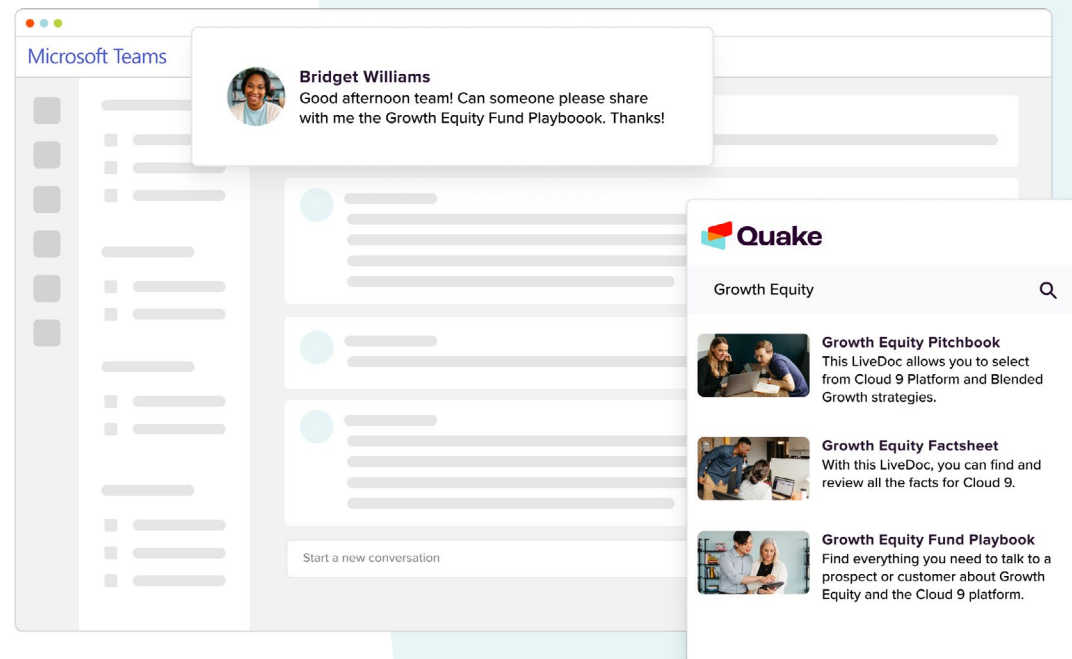 Microsoft Teams
Bridget Williams
Good afternoon team! Can someone please share
with me the Growth Equity Fund Playboook. Thanks!
Quake
Growth Equity
Growth Equity Pitchbook
This LiveDoc allows you to select
from Cloud 9 Platform and Blended
Growth strategies.
Growth Equity Factsheet
With this LiveDoc, you can find and
review all the facts for Cloud 9.
Growth Equity Fund Playbook
Find everything you need to talk to a
prospect or customer about Growth
Equity and the Cloud 9 platform.
Start a new conversation